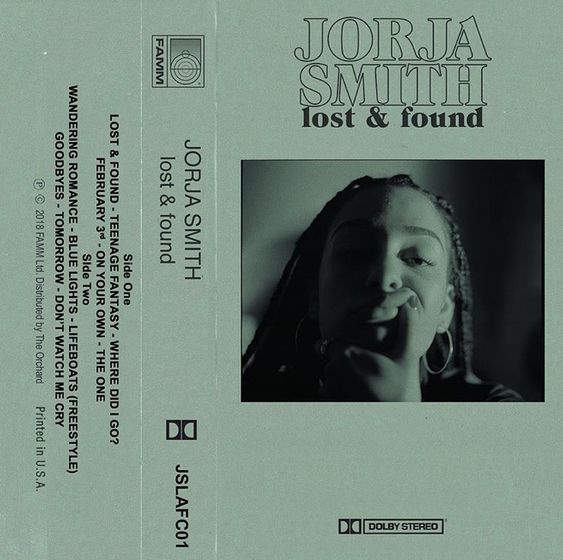 JORJA
SMITH
lost & found
DOLBY STEREO
FAMM
JORJA SMITH
lost & found
JSLAFC01
Side One
LOST & FOUND - TEENAGE FANTASY - WHERE DID I GO?
FEBRUARY 3rd - ON YOUR OWN - THE ONE
Side Two
WANDERING ROMANCE - BLUE LIGHTS - LIFEBOATS (FREESTYLE)
GOODBYES - TOMORROW - DON'T WATCH ME CRY
℗ © 2018 FAMM Ltd. Distributed by The Orchard
Printed in U.S.A.